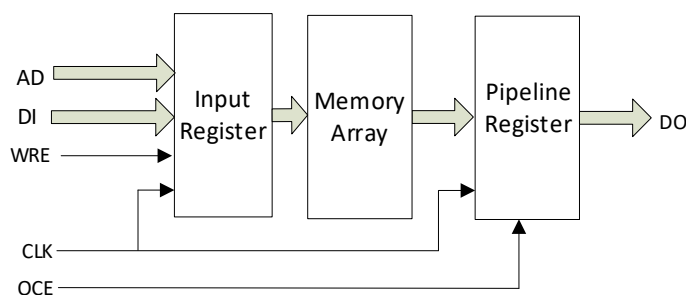 AD
DI
WRE
CLK
OCE
Input
Register
Memory
Array
Pipeline
Register
DO